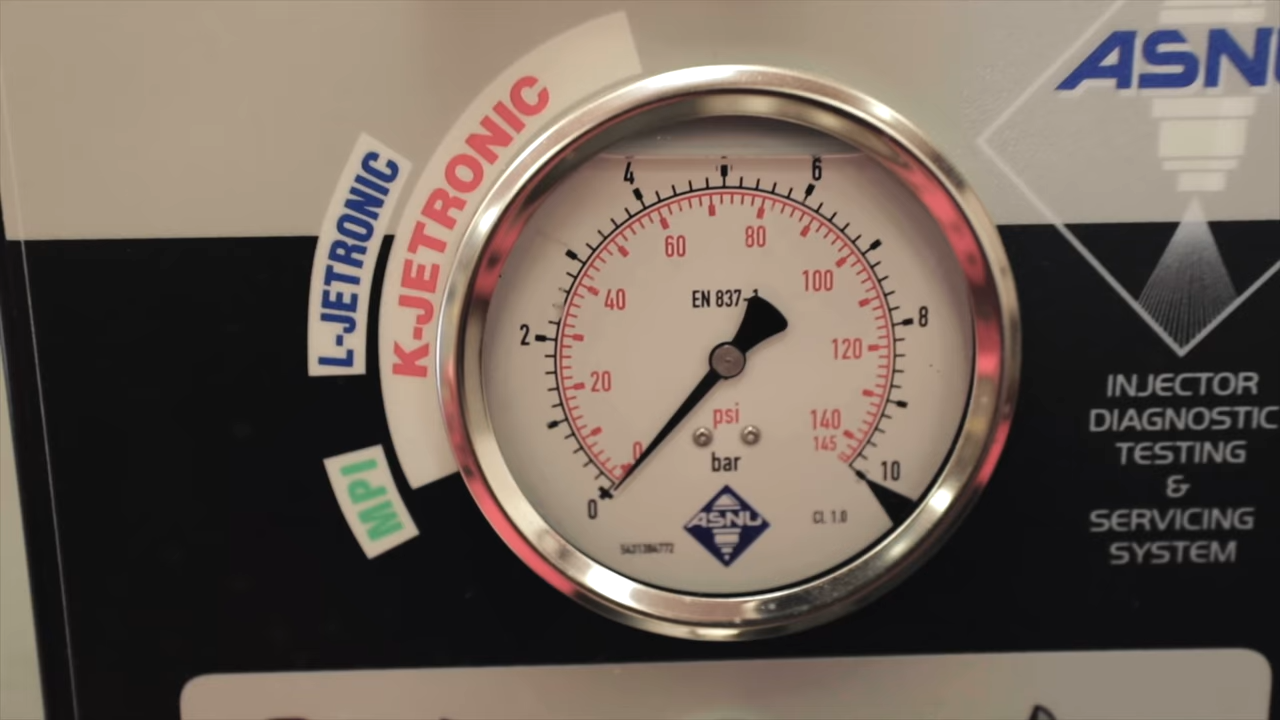 ASNU
L-JETRONIC
K-JETRONIC
MPI
4
6
60
80
40
100
EN 837-1
2
8
20
120
0
psi
140
145
bar
0
10
ASNU
CL 1.0
INJECTOR
DIAGNOSTIC
TESTING
&
SERVICING
SYSTEM